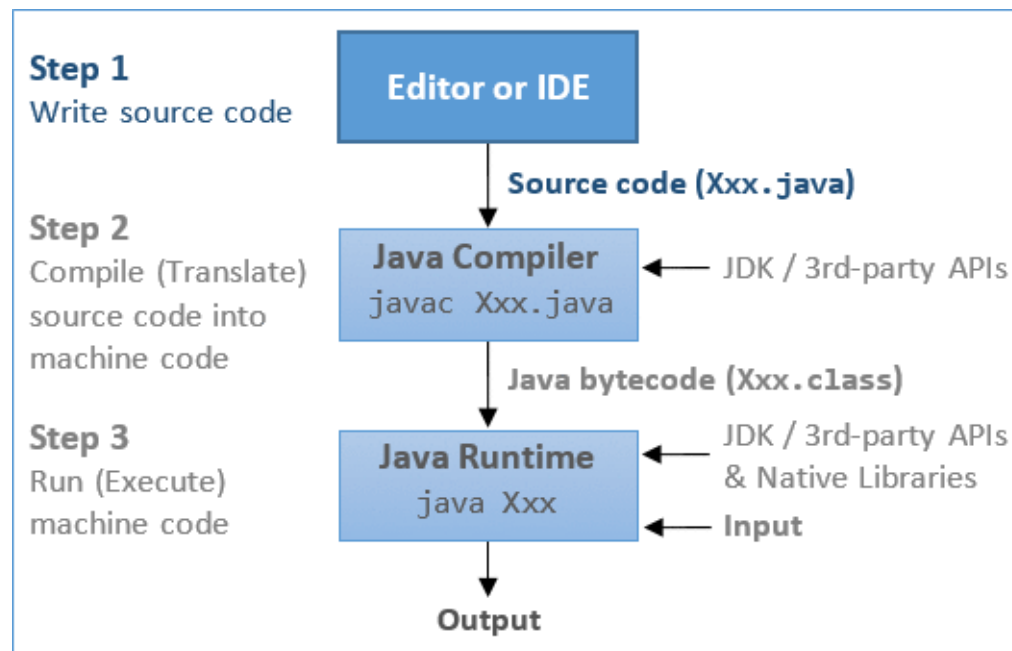 Step 1
Write source code
Editor or IDE
Source code (Xxx.java)
Step 2
Compile (Translate)
source code into
machine code
Java Compiler
javac Xxx.java
JDK / 3rd-party APIs
Java bytecode (Xxx.class)
Step 3
Run (Execute)
machine code
Java Runtime
java Xxx
JDK / 3rd-party APIs
& Native Libraries
Input
Output